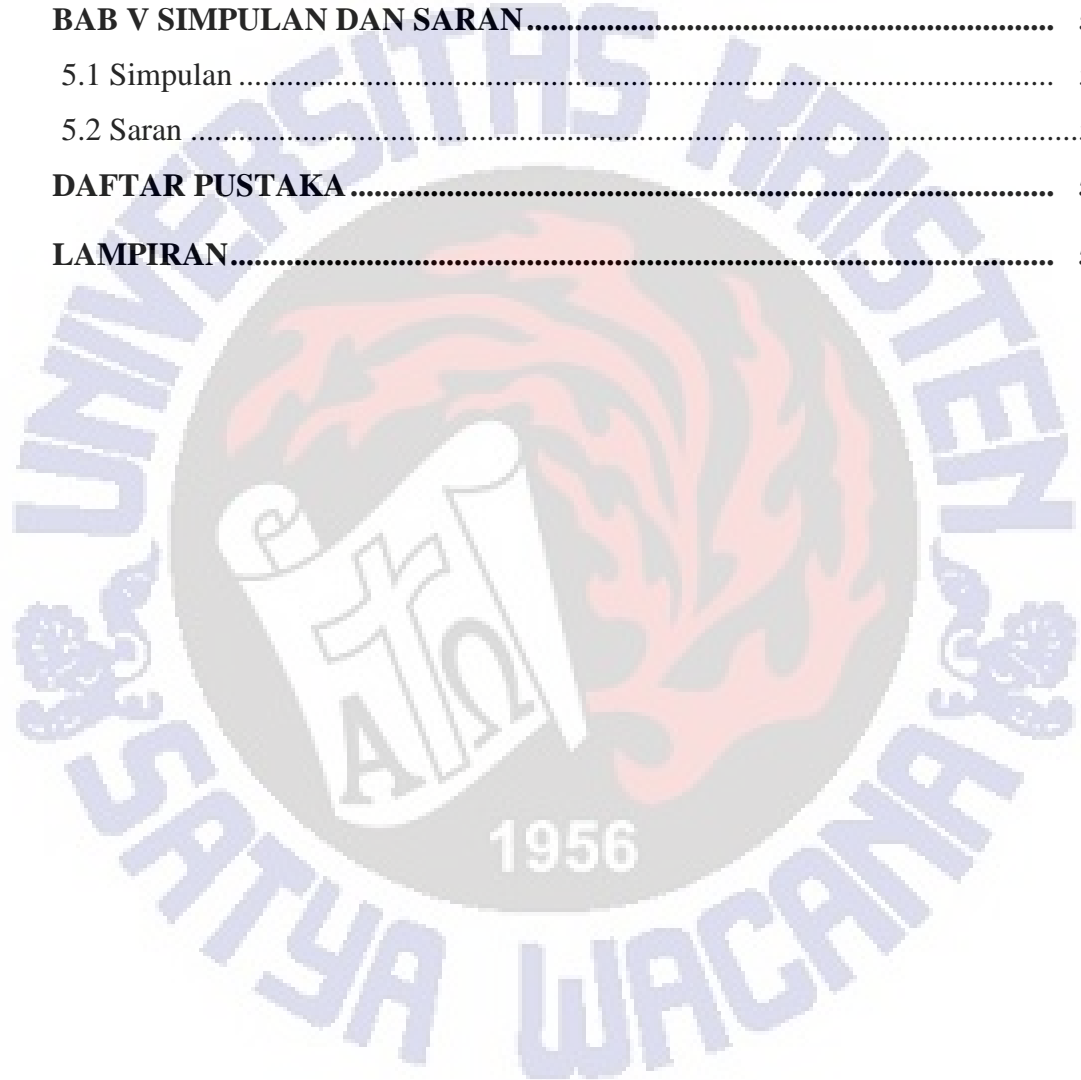 BAB V SIMPULAN DAN SARAN ................................................................
5.1 Simpulan ................................................................
5.2 Saran ................................................................
DAFTAR PUSTAKA ................................................................
LAMPIRAN ................................................................
UNIVERSITAS KRISTEN
A Ω
1956
SATYA WACANA